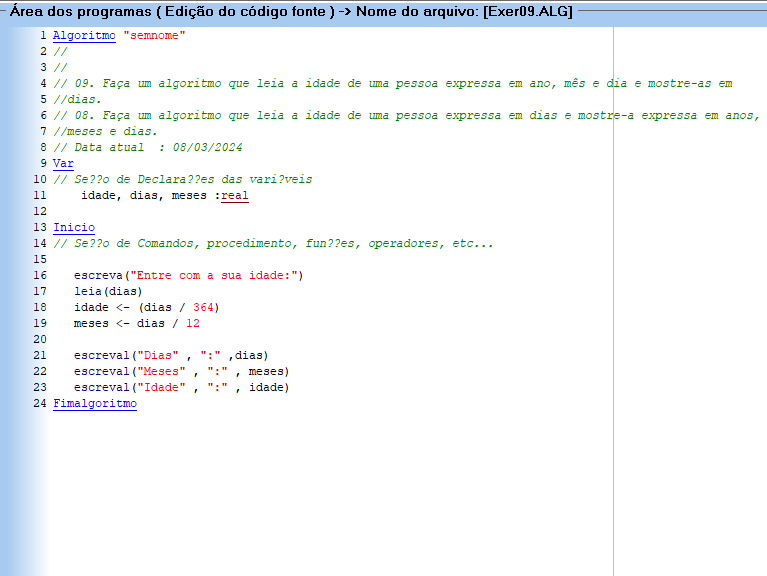 Área dos programas ( Edição do código fonte ) -> Nome do arquivo: [Exer09.ALG]
1 Algoritmo "semnome"
2 //
3 //
4 // 09. Faça um algoritmo que leia a idade de uma pessoa expressa em ano, mês e dia e mostre-as em
5 //dias.
6 // 08. Faça um algoritmo que leia a idade de uma pessoa expressa em dias e mostre-a expressa em anos,
7 //meses e dias.
8 // Data atual  : 08/03/2024
9 Var
10 // Se??o de Declara??es das vari?veis
11     idade, dias, meses :real
12
13 Inicio
14 // Se??o de Comandos, procedimento, fun??es, operadores, etc...
15
16    escreva("Entre com a sua idade:")
17    leia(dias)
18    idade <- (dias / 364)
19    meses <- dias / 12
20
21    escreval("Dias" , ":" ,dias)
22    escreval("Meses" , ":" , meses)
23    escreval("Idade" , ":" , idade)
24 Fimalgoritmo